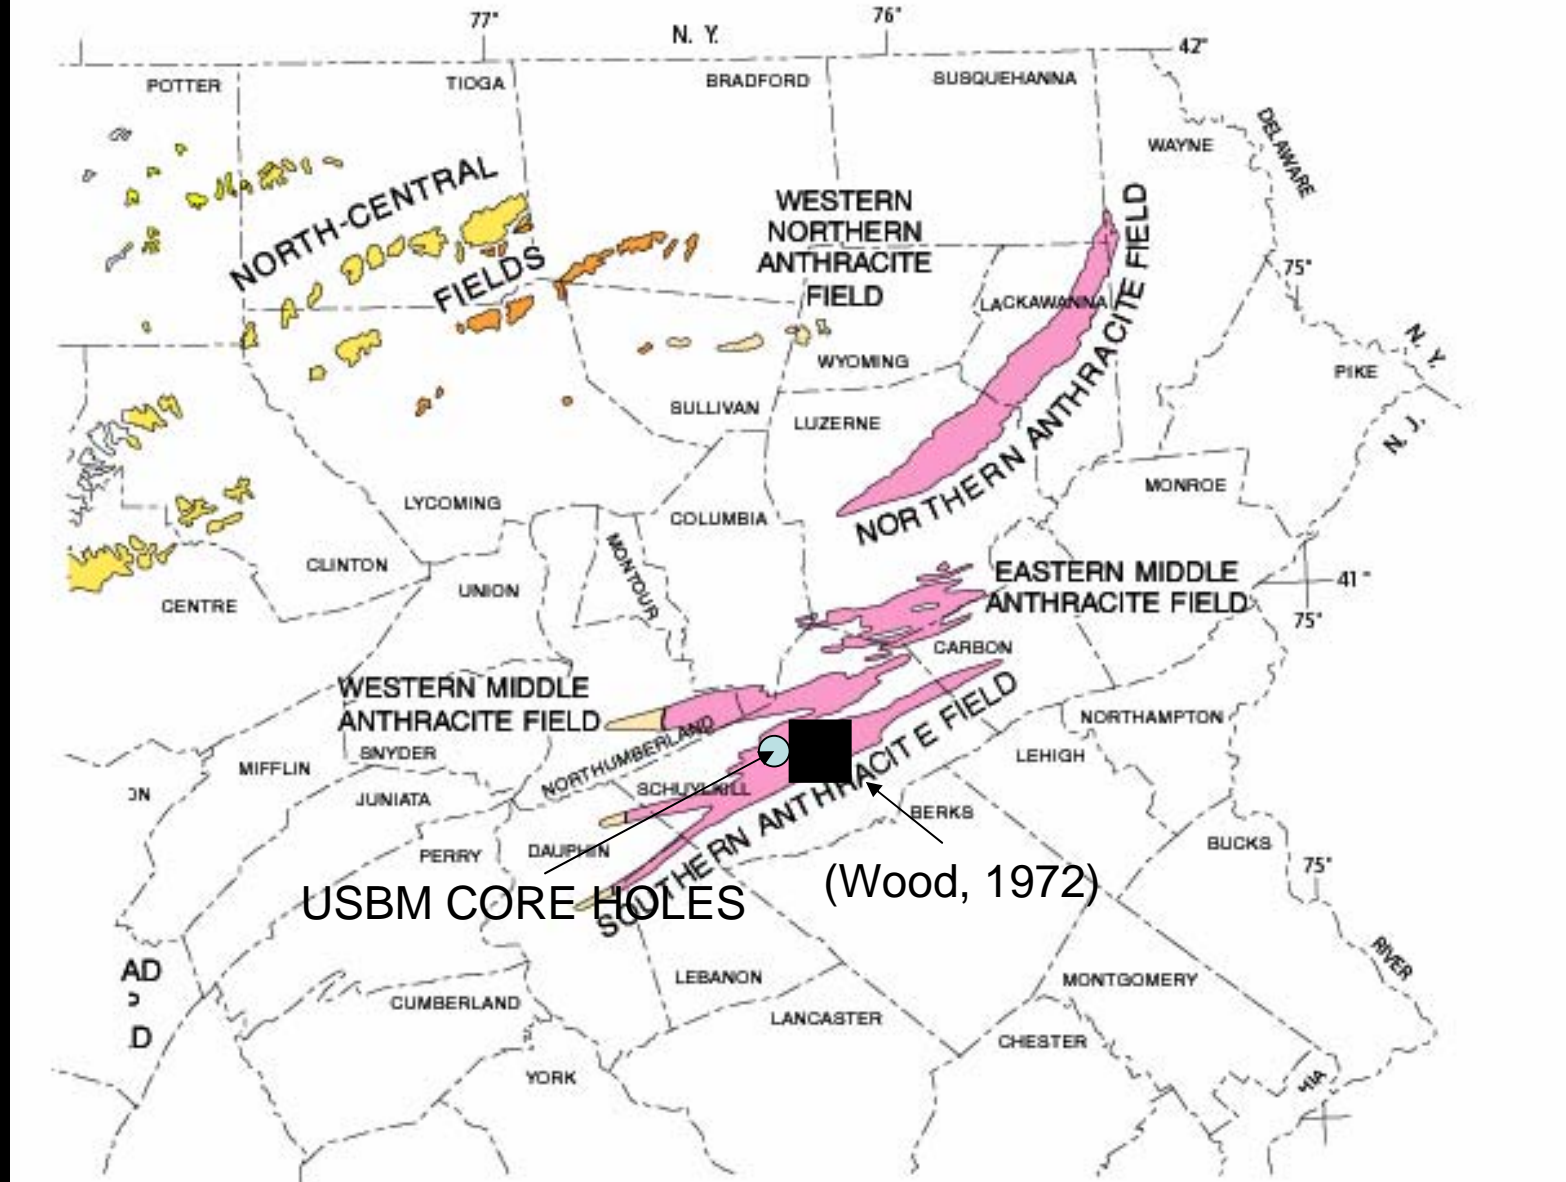 77°
76°
N. Y.
42°
POTTER
TIOGA
BRADFORD
SUSQUEHANNA
WAYNE
DELAWARE
NORTH-CENTRAL
FIELDS
WESTERN
NORTHERN
ANTHRACITE
FIELD
LACKAWANNA
NORTHERN ANTHRACITE FIELD
75°
N. Y.
PIKE
N. J.
WYOMING
SULLIVAN
LUZERNE
MONROE
LYCOMING
COLUMBIA
MONTOUR
CLINTON
UNION
CENTRE
EASTERN MIDDLE
ANTHRACITE FIELD
41°
75°
CARBON
WESTERN MIDDLE
ANTHRACITE FIELD
NORTHUMBERLAND
SNYDER
MIFFLIN
JUNIATA
SCHUYLKILL
SOUTHERN ANTHRACITE FIELD
NORTHAMPTON
LEHIGH
BERKS
BUCKS
75°
PERRY
DAUPHIN
USBM CORE HOLES
(Wood, 1972)
ON
AD
D
LEBANON
CUMBERLAND
LANCASTER
MONTGOMERY
RIVER
CHESTER
YORK
HIA